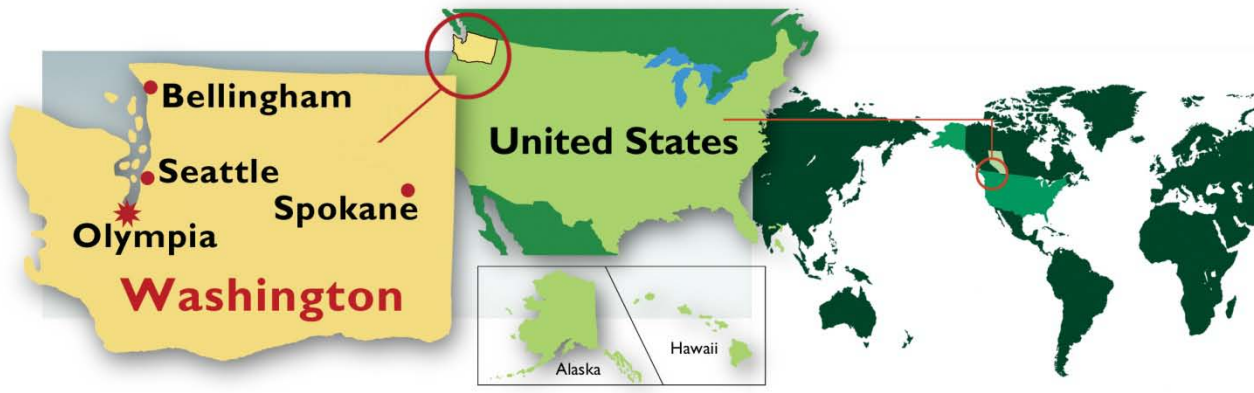 Bellingham
Seattle
Spokane
Olympia
Washington
United States
Alaska
Hawaii